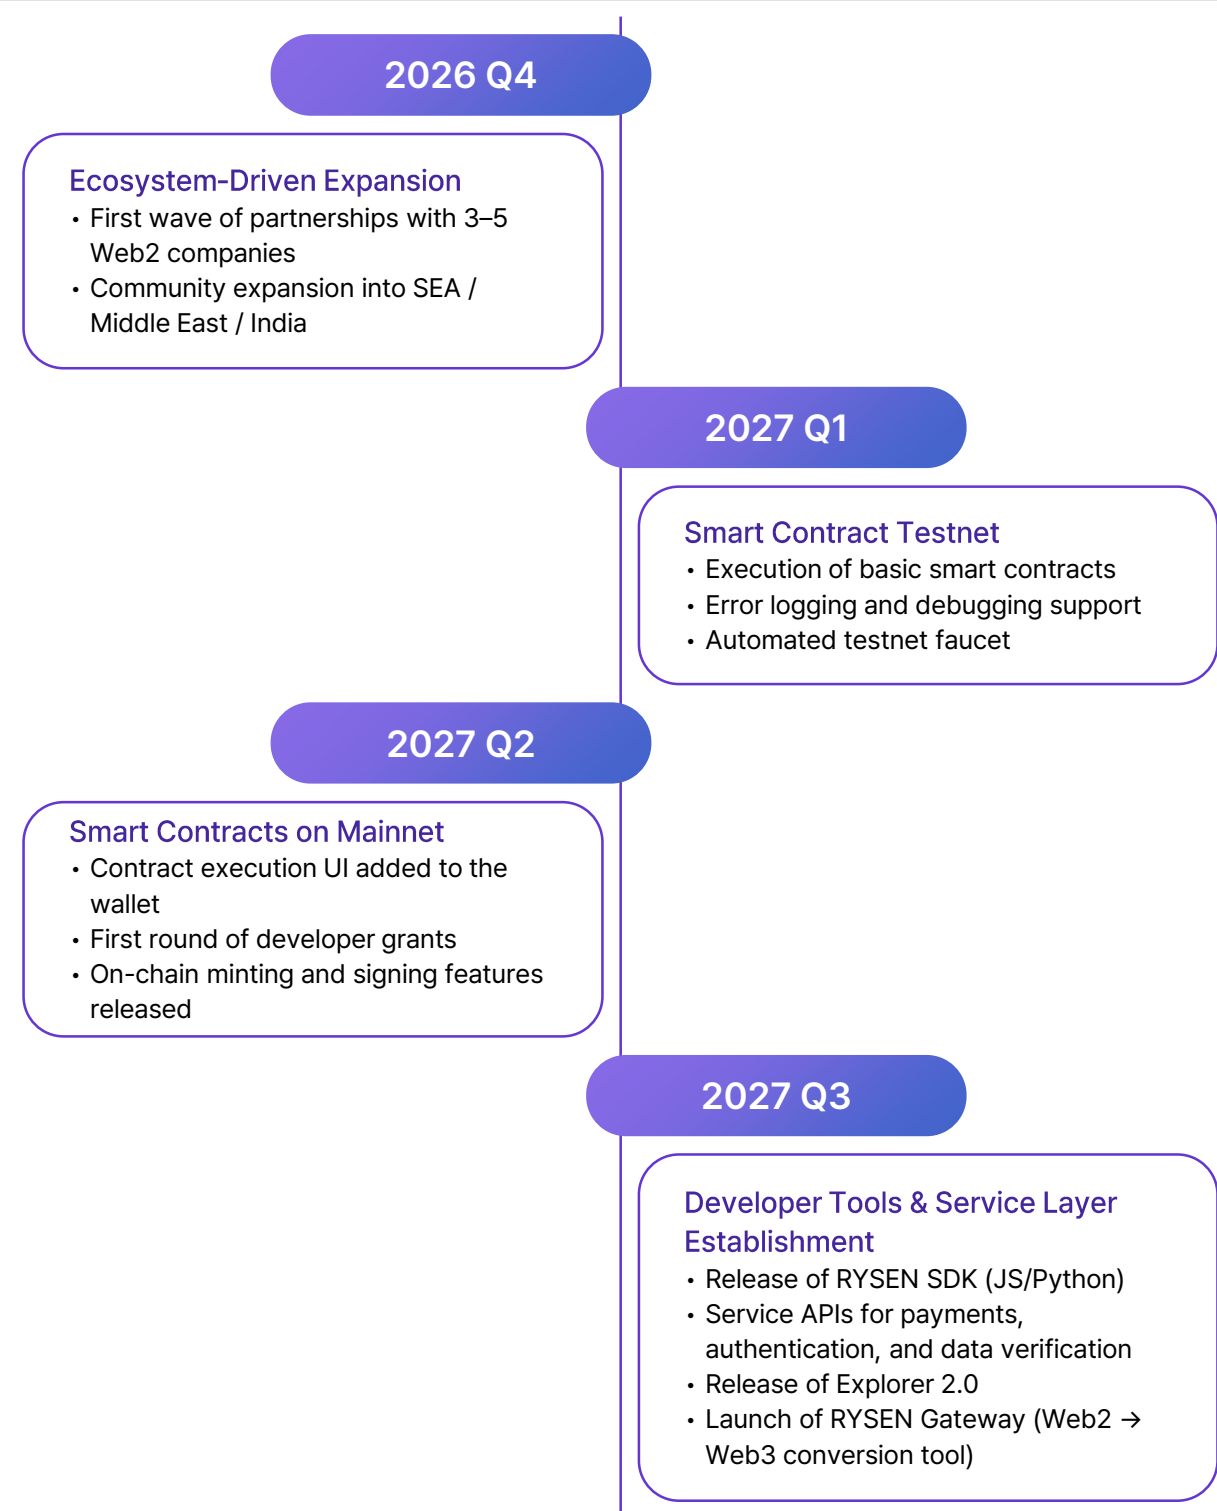 2026 Q4
Ecosystem-Driven Expansion
• First wave of partnerships with 3–5
Web2 companies
• Community expansion into SEA /
Middle East / India
2027 Q1
Smart Contract Testnet
• Execution of basic smart contracts
• Error logging and debugging support
• Automated testnet faucet
2027 Q2
Smart Contracts on Mainnet
• Contract execution UI added to the
wallet
• First round of developer grants
• On-chain minting and signing features
released
2027 Q3
Developer Tools & Service Layer
Establishment
• Release of RYSEN SDK (JS/Python)
• Service APIs for payments,
authentication, and data verification
• Release of Explorer 2.0
• Launch of RYSEN Gateway (Web2 →
Web3 conversion tool)